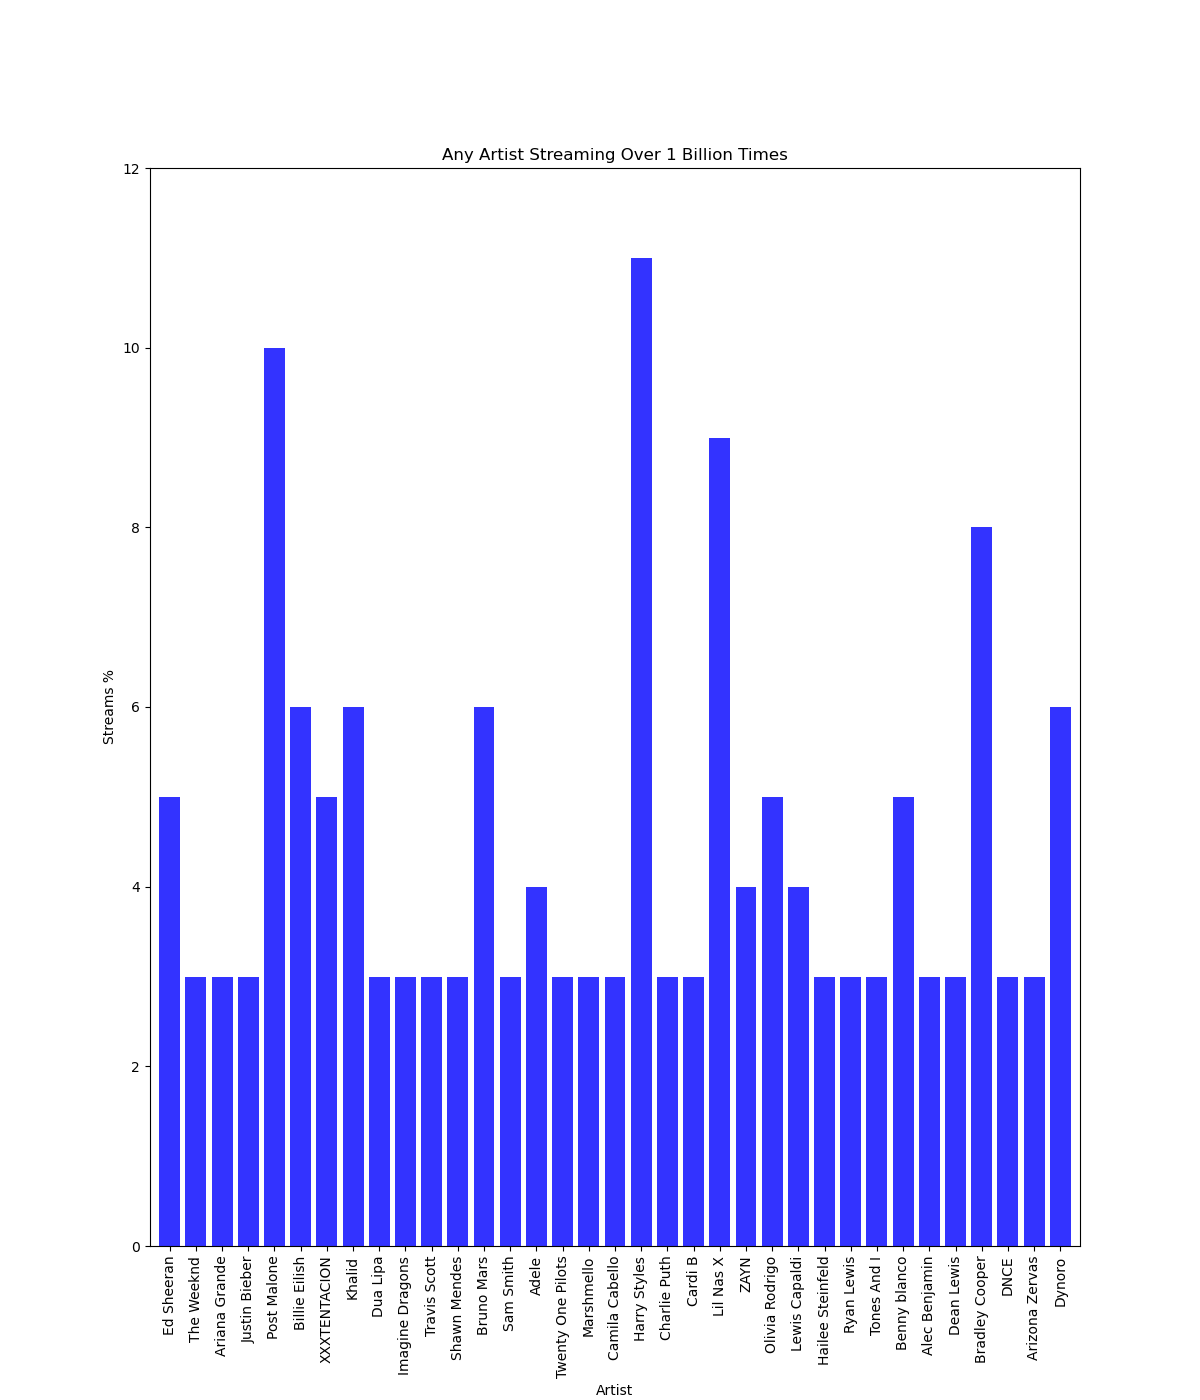 Any Artist Streaming Over 1 Billion Times
12
10
8
6
4
2
0
Streams %
Ed Sheeran
The Weeknd
Ariana Grande
Justin Bieber
Post Malone
Billie Eilish
XXXTENTACION
Khalid
Dua Lipa
Imagine Dragons
Travis Scott
Shawn Mendes
Bruno Mars
Sam Smith
Adele
Twenty One Pilots
Marshmello
Camila Cabello
Harry Styles
Charlie Puth
Cardi B
Lil Nas X
ZAYN
Olivia Rodrigo
Lewis Capaldi
Hailee Steinfeld
Ryan Lewis
Tones And I
Benny blanco
Alec Benjamin
Dean Lewis
Bradley Cooper
DNCE
Arizona Zervas
Dynoro
Artist